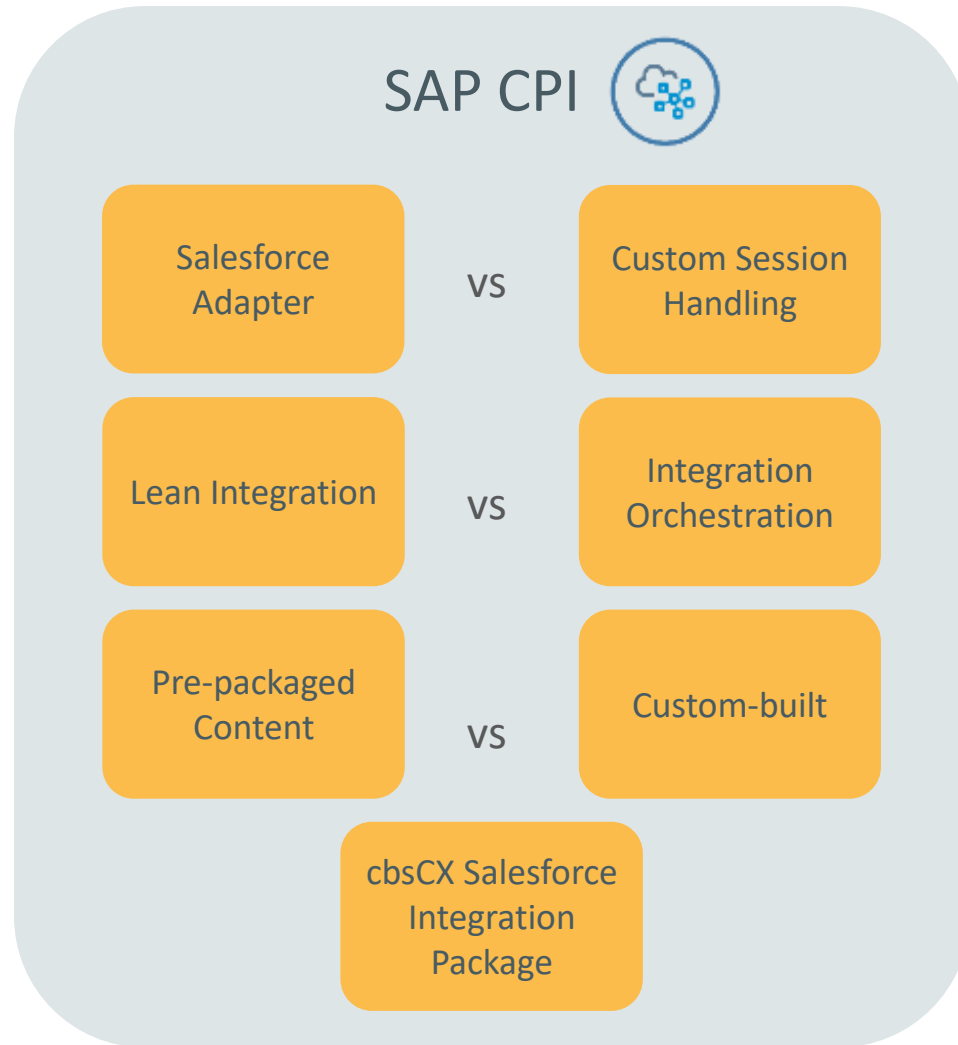 SAP CPI
Salesforce
Adapter
vs
Custom Session
Handling
Lean Integration
vs
Integration
Orchestration
Pre-packaged
Content
vs
Custom-built
cbsCX Salesforce
Integration
Package